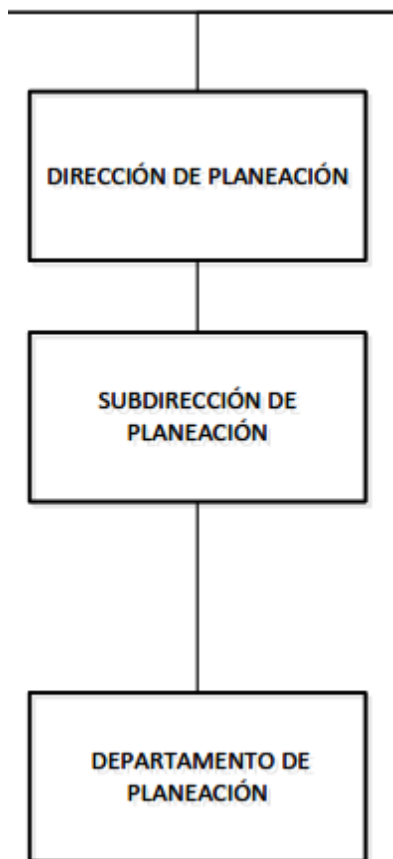 DIRECCIÓN DE PLANEACIÓN
SUBDIRECCIÓN DE
PLANEACIÓN
DEPARTAMENTO DE
PLANEACIÓN